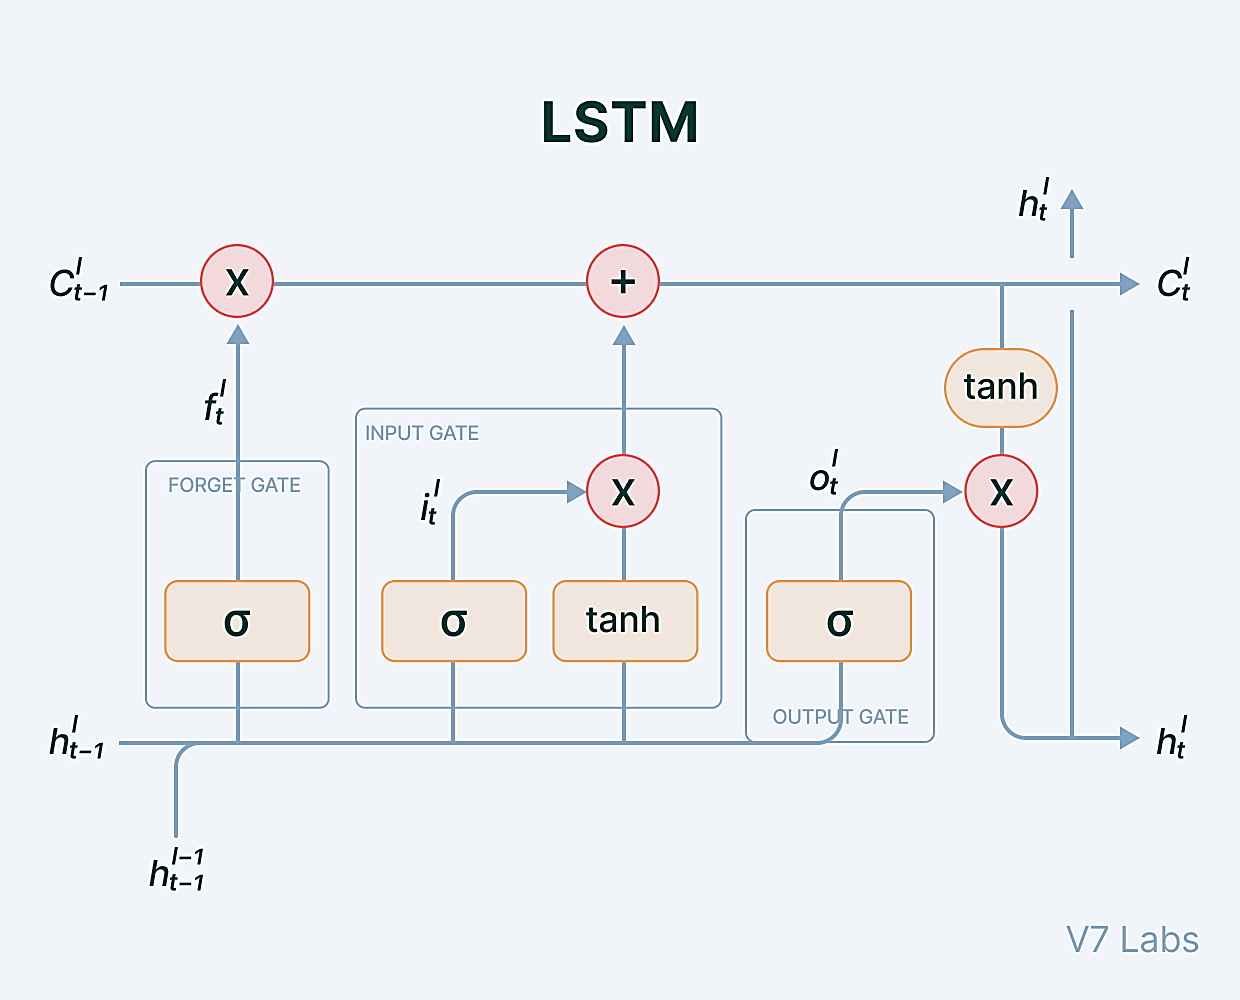 LSTM
h_t^l
C_{t-1}^l
x
+
C_t^l
f_t^l
tanh
INPUT GATE
FORGET GATE
i_t^l
x
o_t^l
x
σ
σ
tanh
σ
OUTPUT GATE
h_{t-1}^l
h_t^l
h_{t-1}^{l-1}
V7 Labs